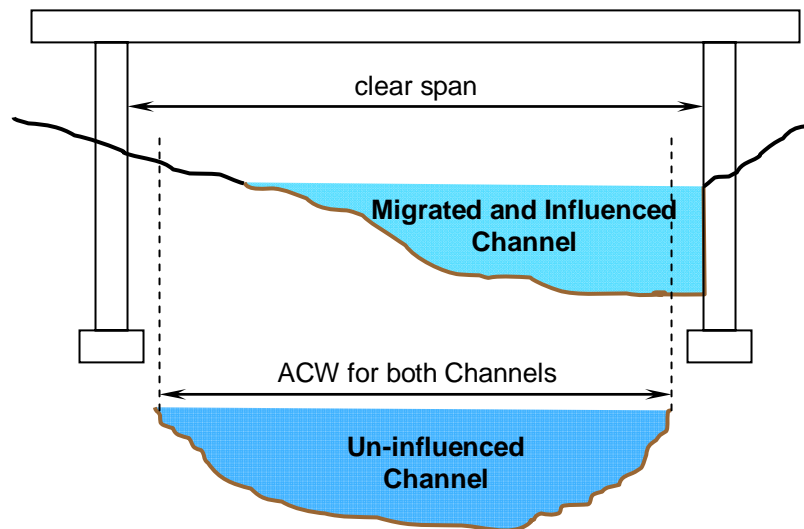 clear span
Migrated and Influenced
Channel
ACW for both Channels
Un-influenced
Channel